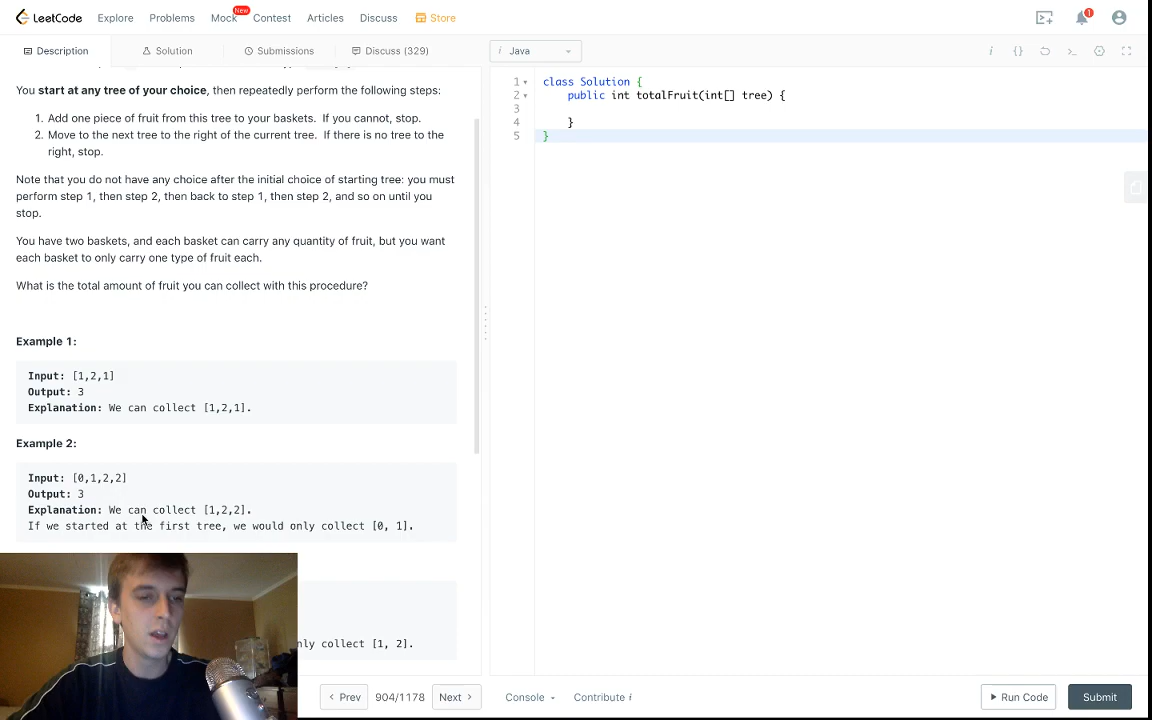 LeetCode Explore Problems Mock New Contest Articles Discuss Store 1
Description Solution Submissions Discuss (329) i Java i {} >_
You start at any tree of your choice, then repeatedly perform the following steps:
1. Add one piece of fruit from this tree to your baskets. If you cannot, stop.
2. Move to the next tree to the right of the current tree. If there is no tree to the
right, stop.
Note that you do not have any choice after the initial choice of starting tree: you must
perform step 1, then step 2, then back to step 1, then step 2, and so on until you
stop.
You have two baskets, and each basket can carry any quantity of fruit, but you want
each basket to only carry one type of fruit each.
What is the total amount of fruit you can collect with this procedure?
Example 1:
Input: [1,2,1]
Output: 3
Explanation: We can collect [1,2,1].
Example 2:
Input: [0,1,2,2]
Output: 3
Explanation: We can collect [1,2,2].
If we started at the first tree, we would only collect [0, 1].
nly collect [1, 2].
1 class Solution {
2 public int totalFruit(int[] tree) {
3
4 }
5 }
Prev 904/1178 Next Console Contribute i Run Code Submit